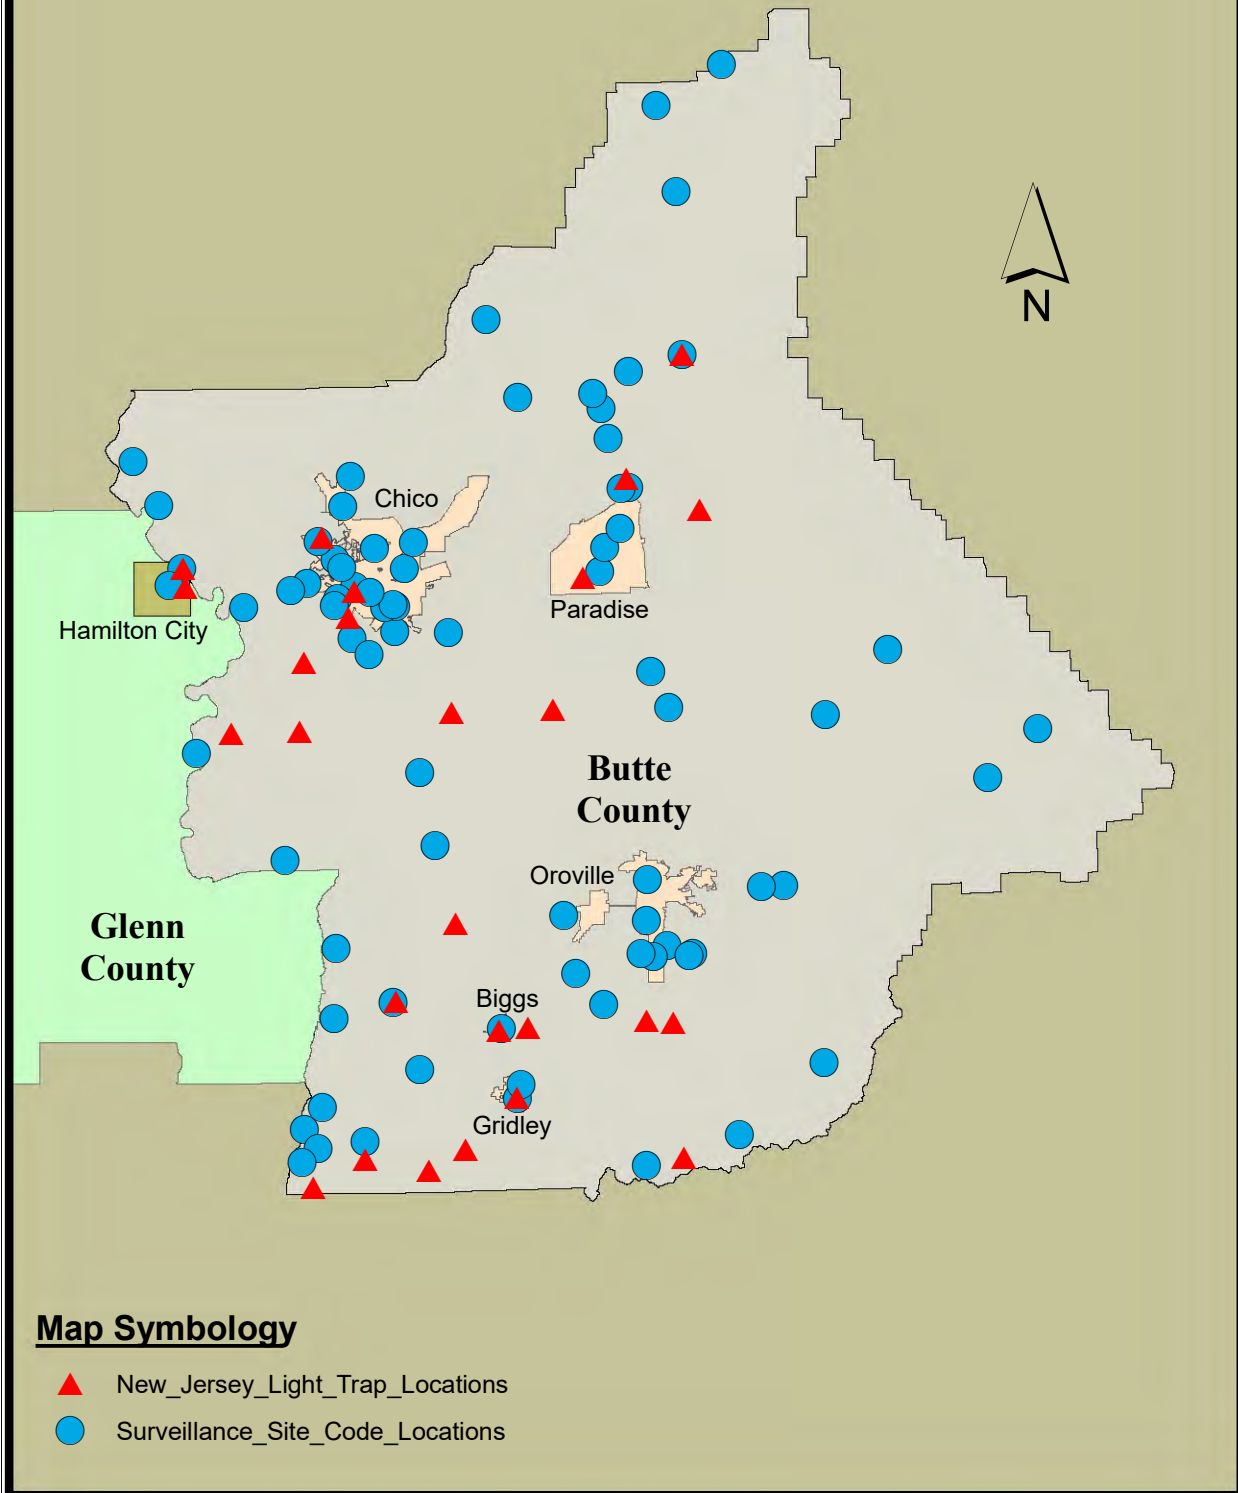 N
Chico
Paradise
Hamilton City
Butte
County
Oroville
Glenn
County
Biggs
Gridley
Map Symbology
New_Jersey_Light_Trap_Locations
Surveillance_Site_Code_Locations